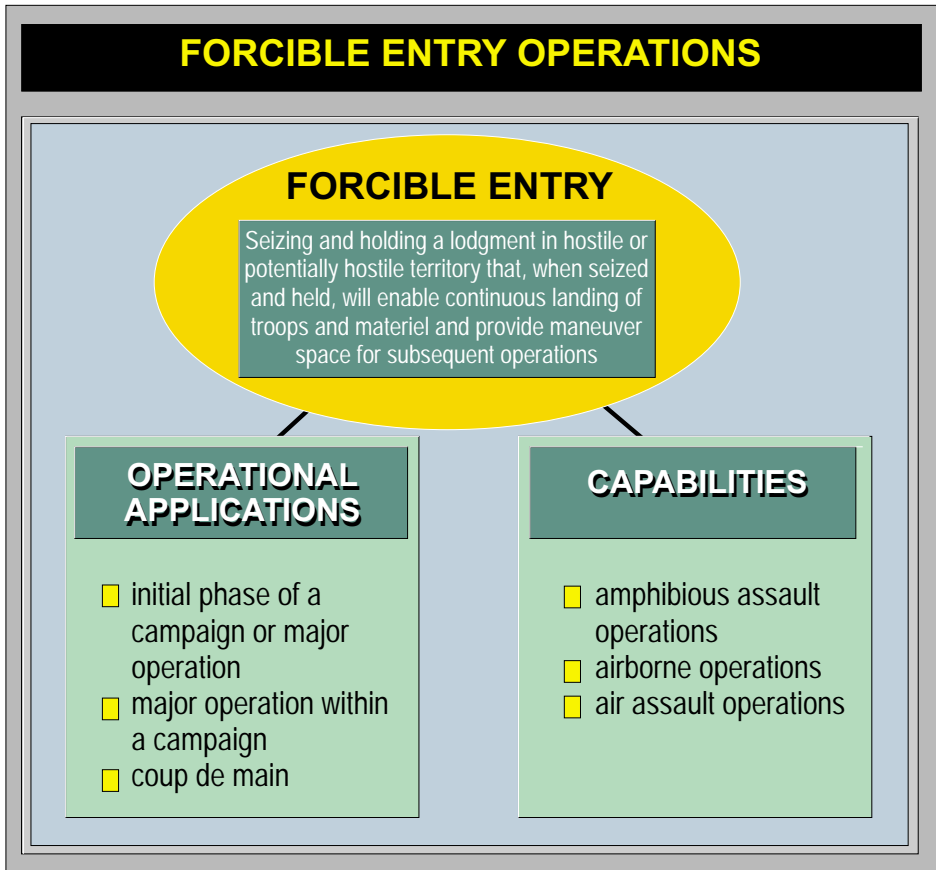 FORCIBLE ENTRY OPERATIONS
FORCIBLE ENTRY
Seizing and holding a lodgment in hostile or
potentially hostile territory that, when seized
and held, will enable continuous landing of
troops and materiel and provide maneuver
space for subsequent operations
OPERATIONAL
APPLICATIONS
initial phase of a
campaign or major
operation
major operation within
a campaign
coup de main
CAPABILITIES
amphibious assault
operations
airborne operations
air assault operations